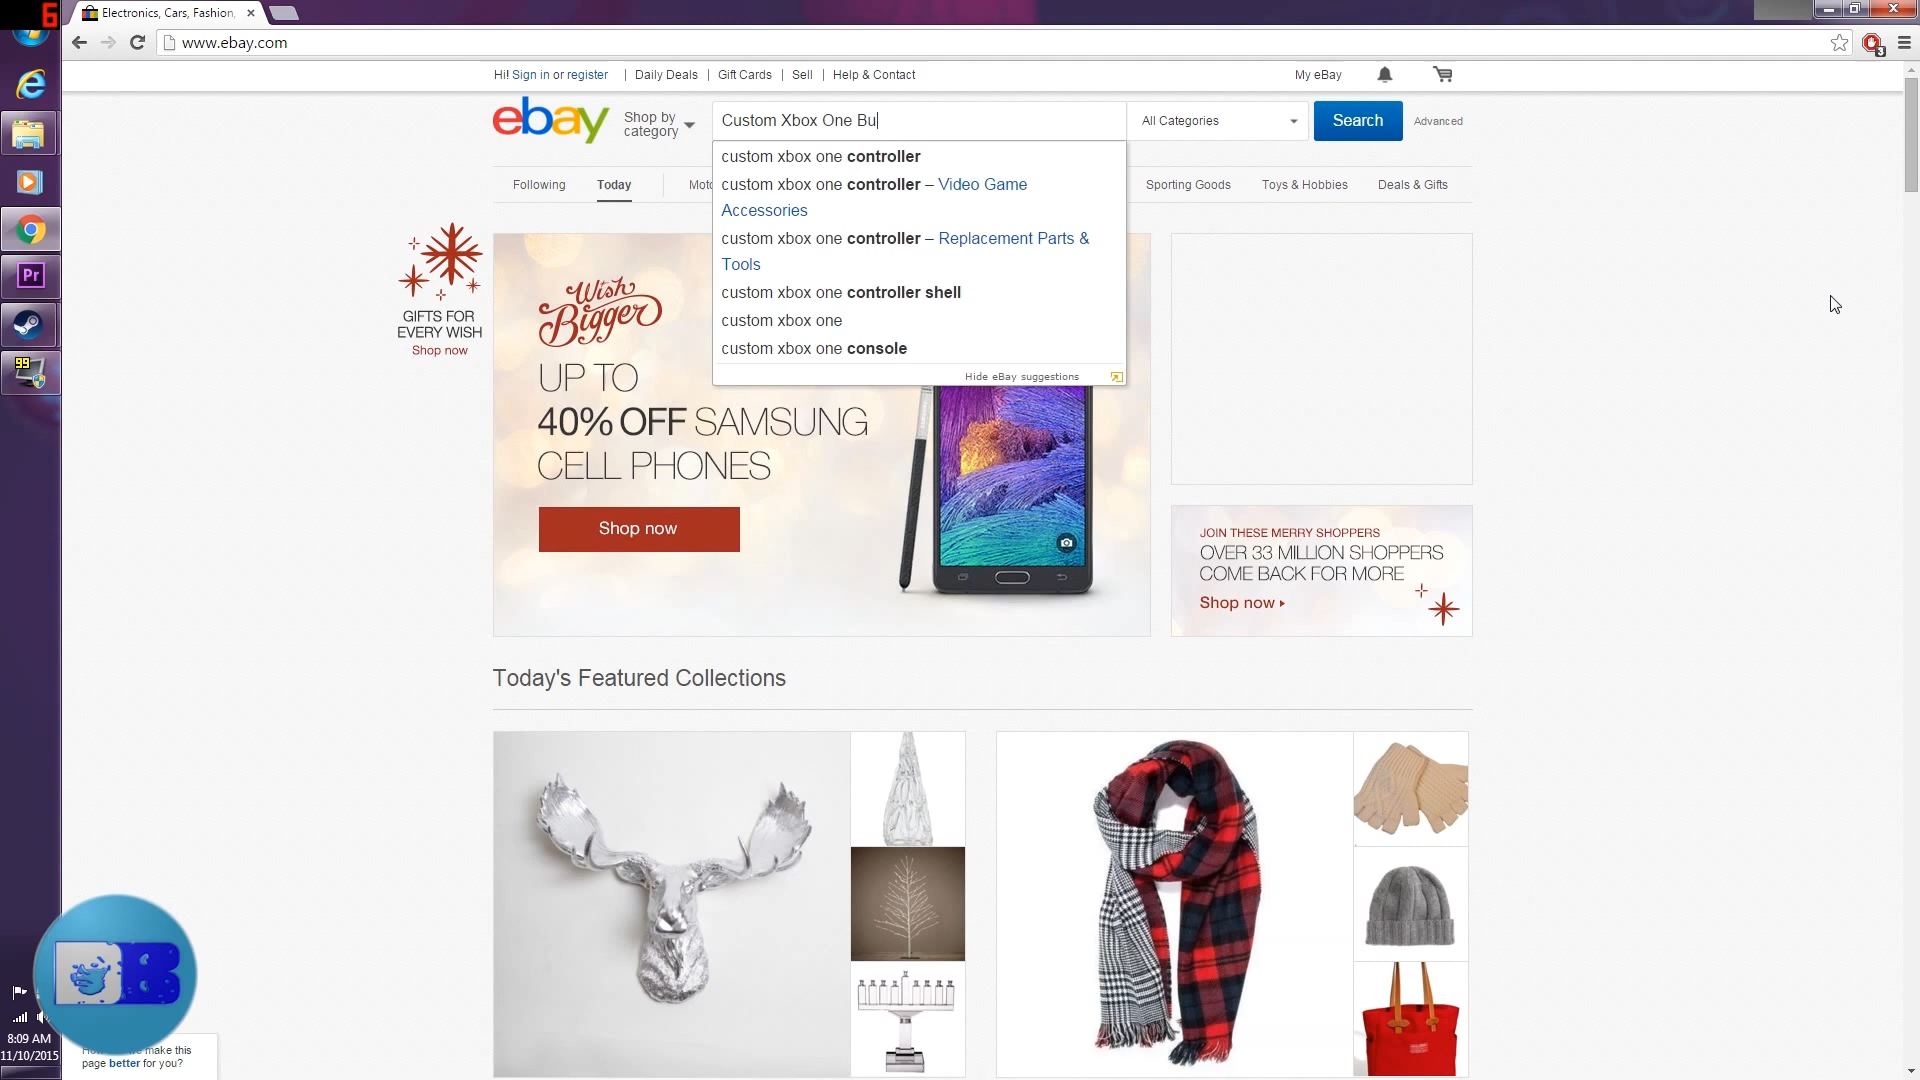 6
Electronics, Cars, Fashion,
www.ebay.com
3
Hi! Sign in or register | Daily Deals | Gift Cards | Sell | Help & Contact
My eBay
ebay
Shop by
category
Custom Xbox One Bu
All Categories
Search
Advanced
custom xbox one controller
custom xbox one controller – Video Game
Accessories
custom xbox one controller – Replacement Parts &
Tools
custom xbox one controller shell
custom xbox one
custom xbox one console
Hide eBay suggestions
Following
Today
Moto
Sporting Goods
Toys & Hobbies
Deals & Gifts
GIFTS FOR
EVERY WISH
Shop now
Wish
Bigger
UP TO
40% OFF SAMSUNG
CELL PHONES
Shop now
JOIN THESE MERRY SHOPPERS
OVER 33 MILLION SHOPPERS
COME BACK FOR MORE
Shop now
Pr
99
Today's Featured Collections
B
8:09 AM
11/10/2015
make this
page better for you?